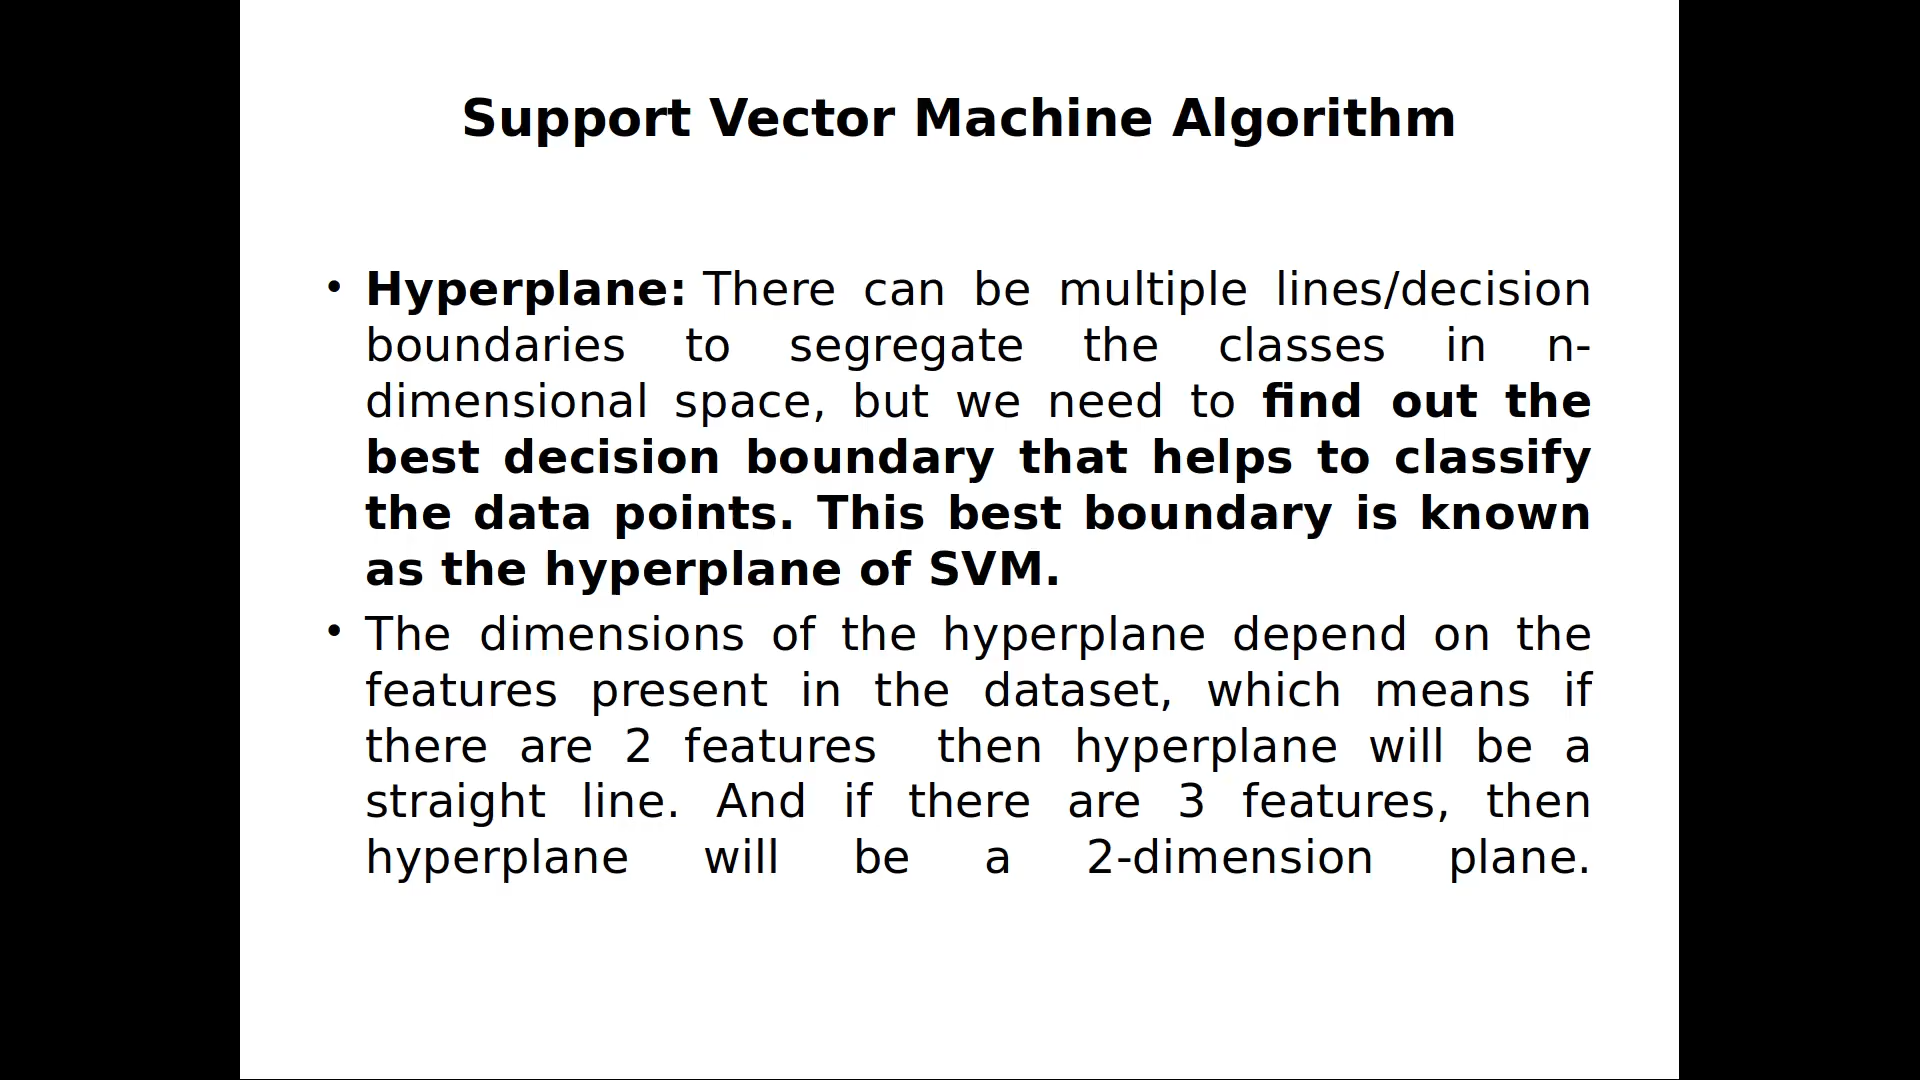 Support Vector Machine Algorithm
• Hyperplane: There can be multiple lines/decision
boundaries to segregate the classes in n-
dimensional space, but we need to find out the
best decision boundary that helps to classify
the data points. This best boundary is known
as the hyperplane of SVM.
• The dimensions of the hyperplane depend on the
features present in the dataset, which means if
there are 2 features then hyperplane will be a
straight line. And if there are 3 features, then
hyperplane will be a 2-dimension plane.